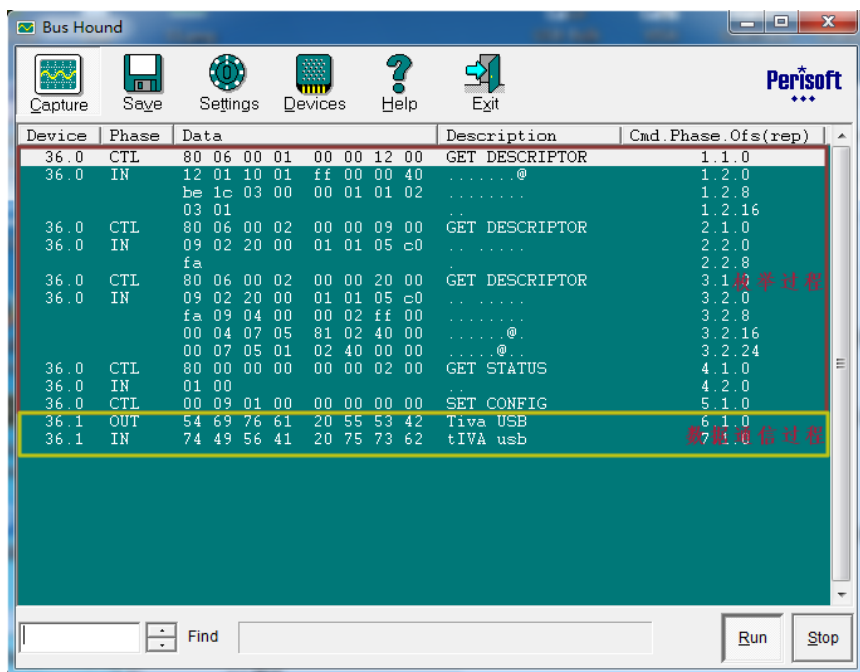 Bus Hound
Capture Save Settings Devices Help Exit
Perisoft
Device Phase Data Description Cmd.Phase.Ofs(rep)
36.0 CTL 80 06 00 01 00 00 12 00 GET DESCRIPTOR 1.1.0
36.0 IN 12 01 10 01 ff 00 00 40 .......@ 1.2.0
be 1c 03 00 00 01 01 02 ........ 1.2.8
03 01 .. 1.2.16
36.0 CTL 80 06 00 02 00 00 09 00 GET DESCRIPTOR 2.1.0
36.0 IN 09 02 20 00 01 01 05 c0 .. ..... 2.2.0
fa . 2.2.8
36.0 CTL 80 06 00 02 00 00 20 00 GET DESCRIPTOR 3.1.0 枚举过程
36.0 IN 09 02 20 00 01 01 05 c0 .. ..... 3.2.0
fa 09 04 00 00 02 ff 00 ........ 3.2.8
00 04 07 05 81 02 40 00 ......@. 3.2.16
00 07 05 01 02 40 00 00 .....@.. 3.2.24
36.0 CTL 80 00 00 00 00 00 02 00 GET STATUS 4.1.0
36.0 IN 01 00 .. 4.2.0
36.0 CTL 00 09 01 00 00 00 00 00 SET CONFIG 5.1.0
36.1 OUT 54 69 76 61 20 55 53 42 Tiva USB 6.1.0
36.1 IN 74 49 56 41 20 75 73 62 tIVA usb 7.1.0 数据通信过程
Find Run Stop